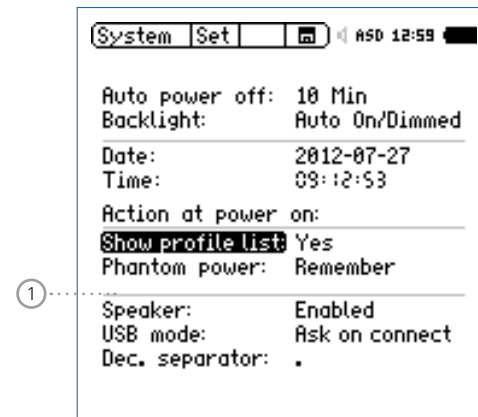 System Set ASD 12:59
Auto power off: 10 Min
Backlight: Auto On/Dimmed
Date: 2012-07-27
Time: 09:12:53
Action at power on:
Show profile list: Yes
Phantom power: Remember
1
Speaker: Enabled
USB mode: Ask on connect
Dec. separator: .